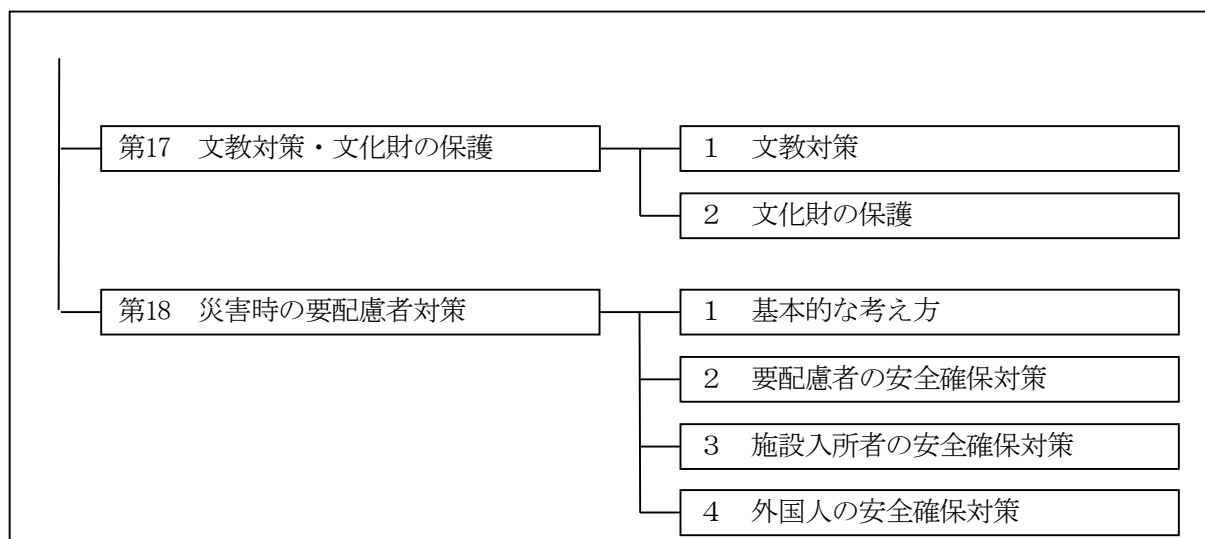 第17　文教対策・文化財の保護
１　文教対策
２　文化財の保護
第18　災害時の要配慮者対策
１　基本的な考え方
２　要配慮者の安全確保対策
３　施設入所者の安全確保対策
４　外国人の安全確保対策